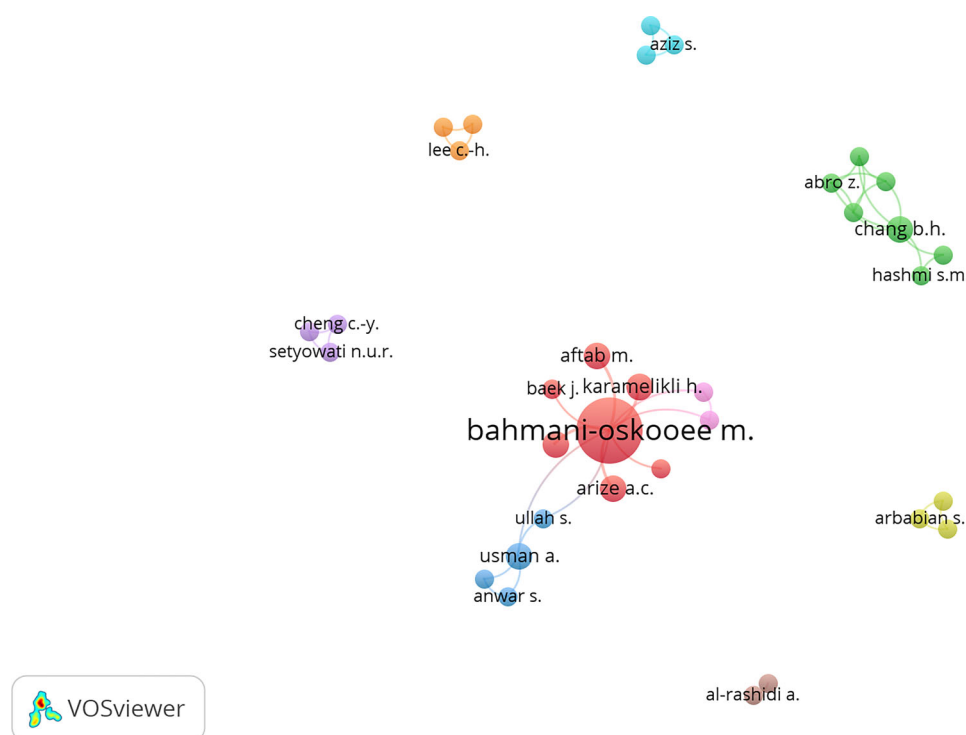 aziz s.
lee c.-h.
abro z.
chang b.h.
hashmi s.m
cheng c.-y.
setyowati n.u.r.
aftab m.
baek j.
karamelikli h.
bahmani-oskooee m.
arize a.c.
ullah s.
arbabian s.
usman a.
anwar s.
al-rashidi a.
VOSviewer